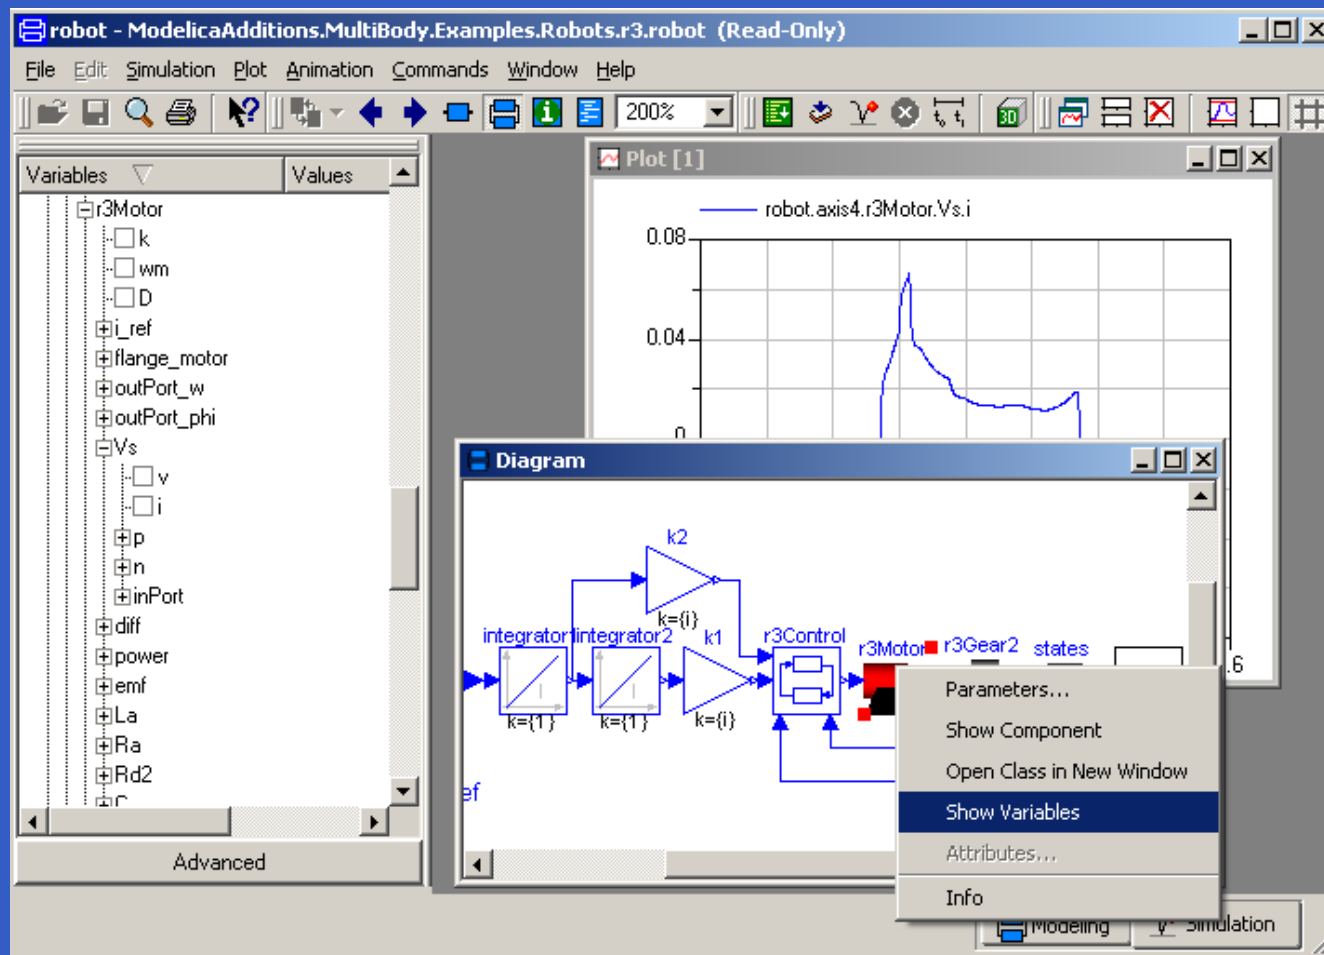 robot - ModelicaAdditions.MultiBody.Examples.Robots.r3.robot (Read-Only)
File Edit Simulation Plot Animation Commands Window Help
200%
Variables Values
r3Motor
k
wm
D
i_ref
flange_motor
outPort_w
outPort_phi
Vs
v
i
p
n
inPort
diff
power
emf
La
Ra
Rd2
C
Advanced
Plot [1]
robot.axis4.r3Motor.Vs.i
0.08
0.04
0
.6
Diagram
k2
k={i}
integrator1 integrator2 k1 r3Control r3Motor r3Gear2 states
k={1} k={1} k={i}
ef
Parameters...
Show Component
Open Class in New Window
Show Variables
Attributes...
Info
Modeling Simulation